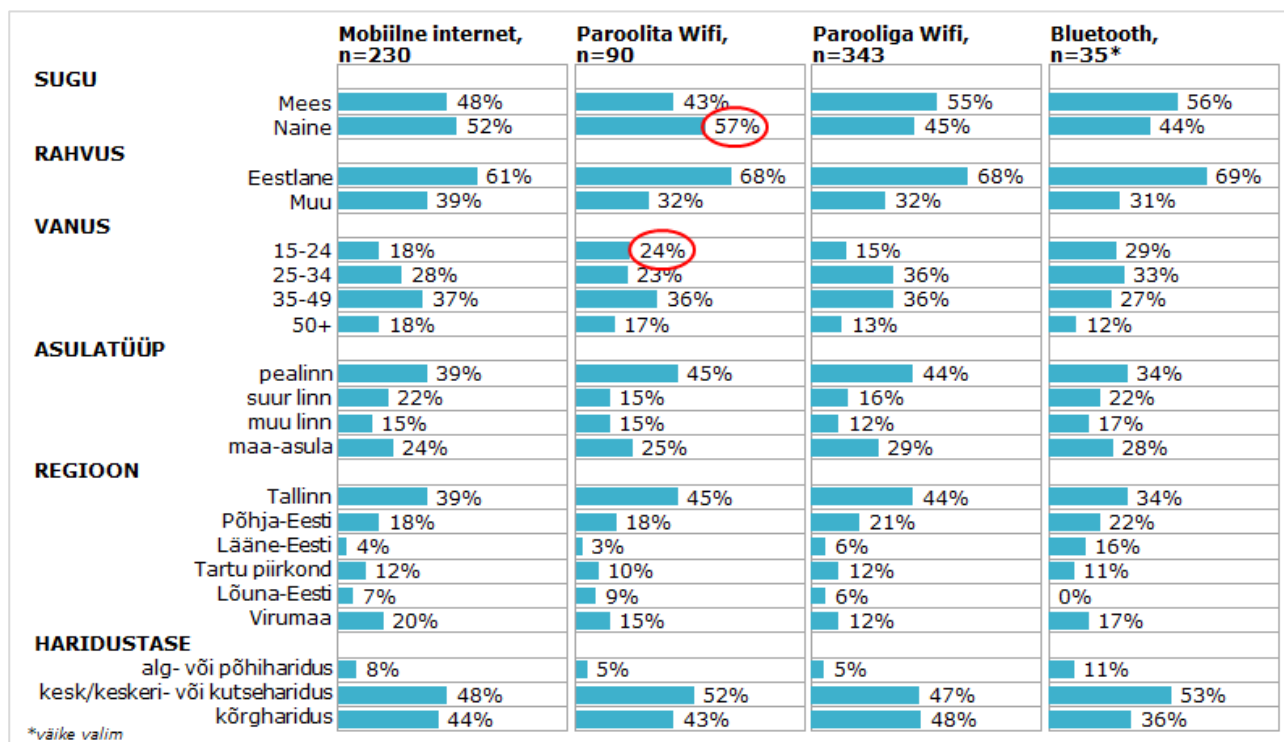 Mobiilne internet, n=230 Paroolita Wifi, n=90 Parooliga Wifi, n=343 Bluetooth, n=35*
SUGU
Mees 48% 43% 55% 56%
Naine 52% 57% 45% 44%
RAHVUS
Eestlane 61% 68% 68% 69%
Muu 39% 32% 32% 31%
VANUS
15-24 18% 24% 15% 29%
25-34 28% 23% 36% 33%
35-49 37% 36% 36% 27%
50+ 18% 17% 13% 12%
ASULATÜÜP
pealinn 39% 45% 44% 34%
suur linn 22% 15% 16% 22%
muu linn 15% 15% 12% 17%
maa-asula 24% 25% 29% 28%
REGIOON
Tallinn 39% 45% 44% 34%
Põhja-Eesti 18% 18% 21% 22%
Lääne-Eesti 4% 3% 6% 16%
Tartu piirkond 12% 10% 12% 11%
Lõuna-Eesti 7% 9% 6% 0%
Virumaa 20% 15% 12% 17%
HARIDUSTASE
alg- või põhiharidus 8% 5% 5% 11%
kesk/keskeri- või kutseharidus 48% 52% 47% 53%
kõrgharidus 44% 43% 48% 36%
*väike valim